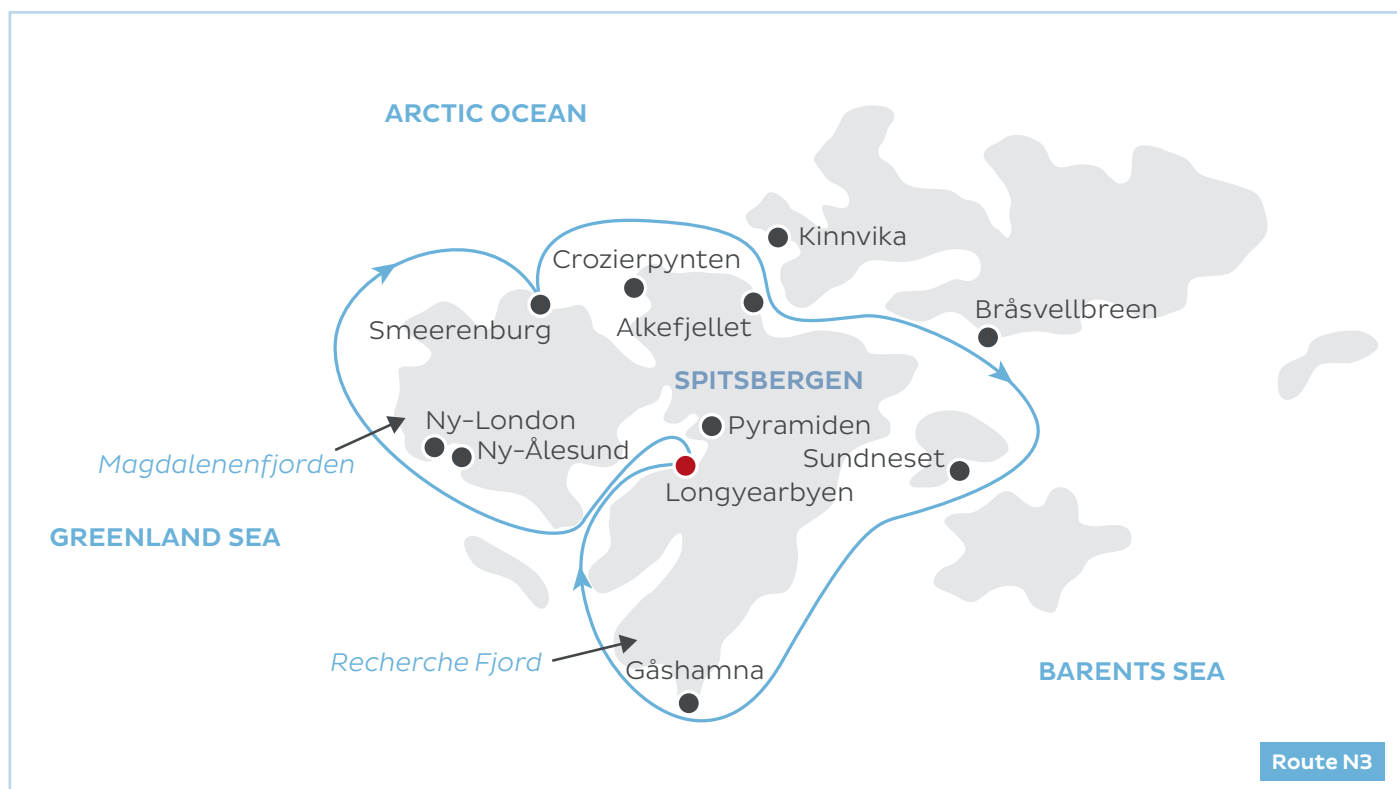 ARCTIC OCEAN
Kinnvika
Crozierpynten
Bråsvellbreen
Smeerenburg
Alkefjellet
SPITSBERGEN
Ny-London
Pyramiden
Ny-Ålesund
Sundneset
Magdalenenfjorden
Longyearbyen
GREENLAND SEA
Recherche Fjord
Gåshamna
BARENTS SEA
Route N3